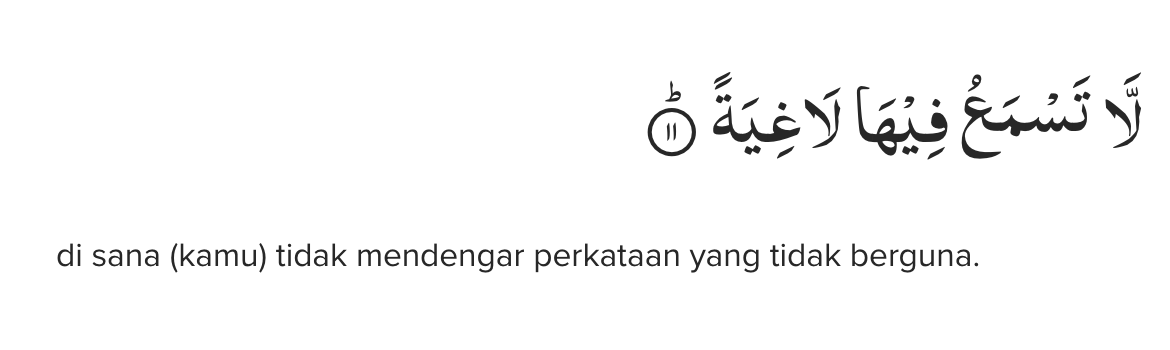 لَّا تَسْمَعُ فِيْهَا لَاغِيَةً ۗ ١١
di sana (kamu) tidak mendengar perkataan yang tidak berguna.